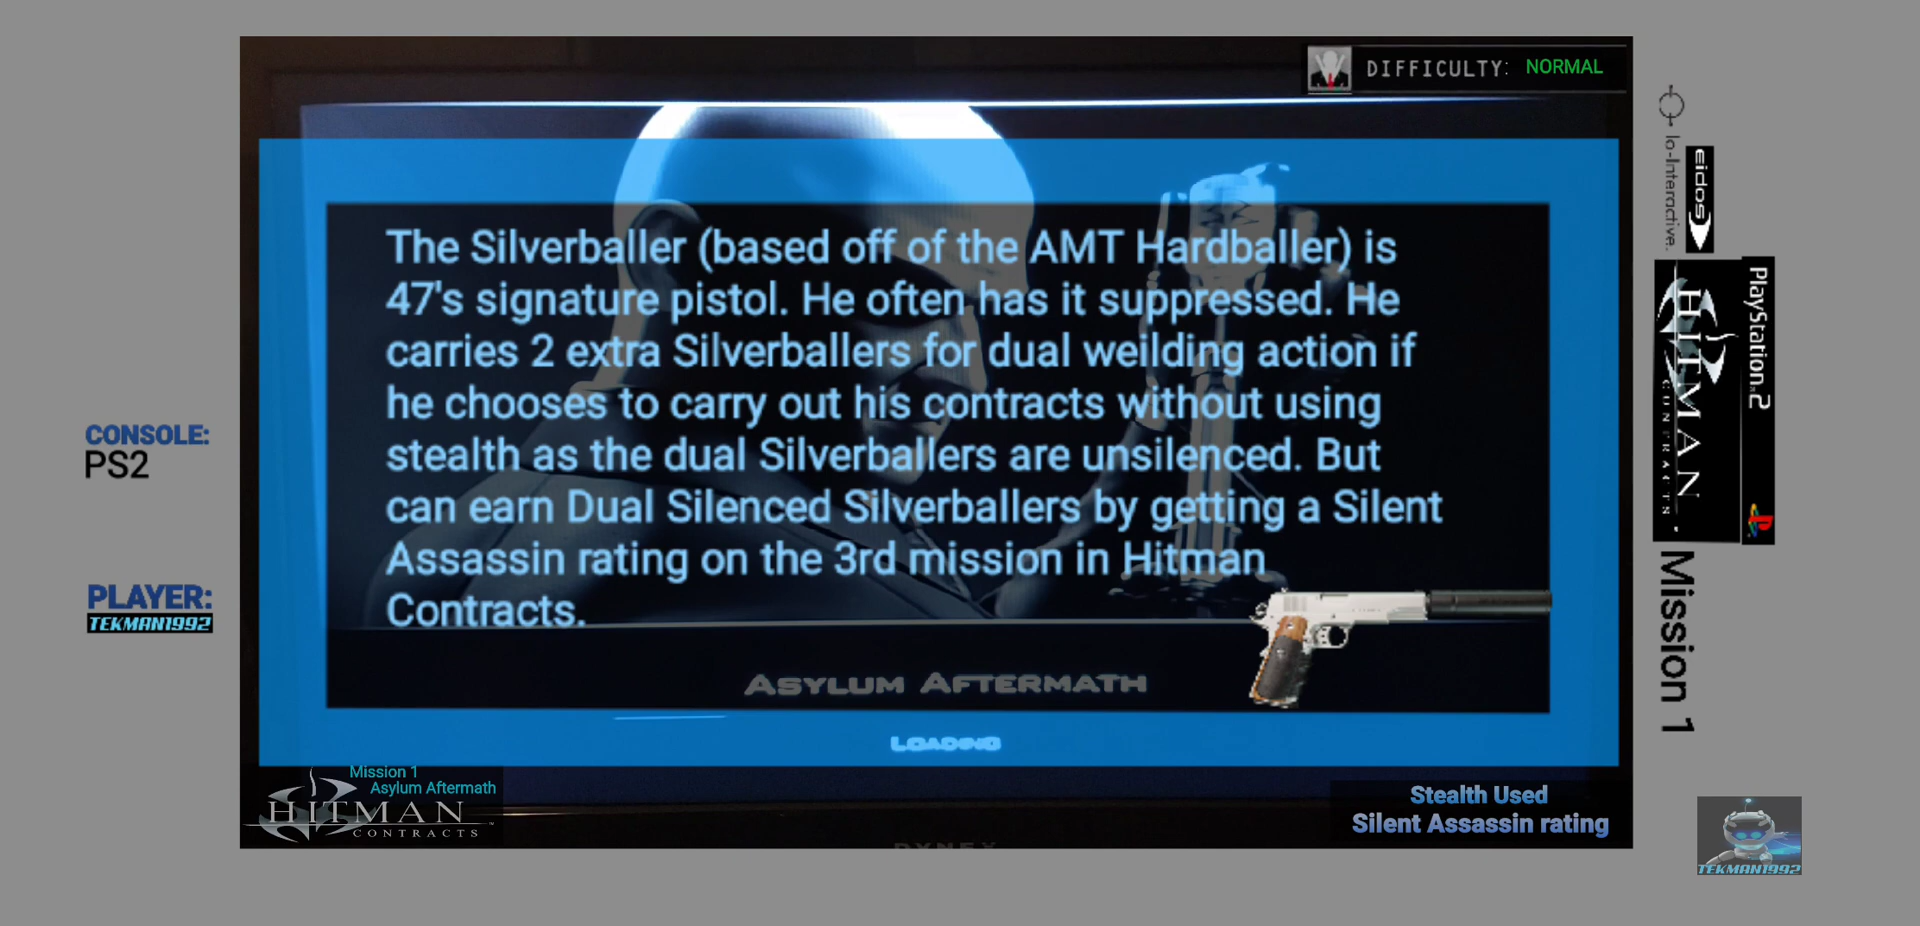 DIFFICULTY: NORMAL
The Silverballer (based off of the AMT Hardballer) is
47's signature pistol. He often has it suppressed. He
carries 2 extra Silverballers for dual weilding action if
he chooses to carry out his contracts without using
stealth as the dual Silverballers are unsilenced. But
can earn Dual Silenced Silverballers by getting a Silent
Assassin rating on the 3rd mission in Hitman
Contracts.
ASYLUM AFTERMATH
LOADING
Mission 1
Asylum Aftermath
HITMAN
CONTRACTS
Stealth Used
Silent Assassin rating
DYNEX
CONSOLE:
PS2
PLAYER:
TEKMAN1992
Io-Interactive.
eidos
PlayStation.2
HITMAN
CONTRACTS
Mission 1
TEKMAN1992